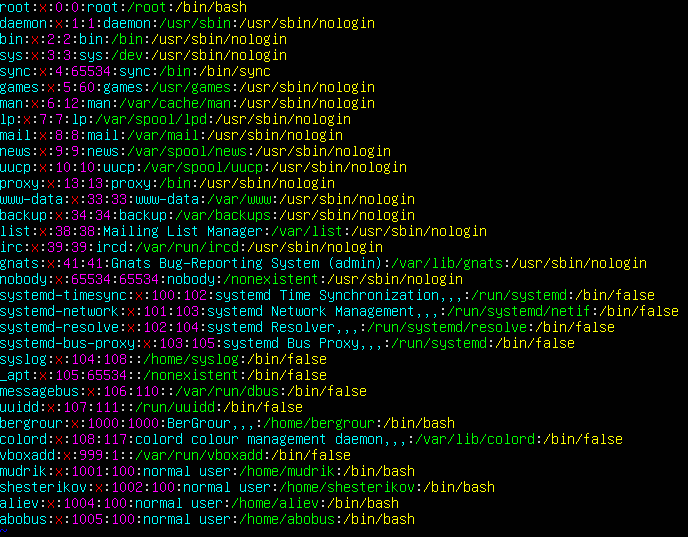 root:x:0:0:root:/root:/bin/bash
daemon:x:1:1:daemon:/usr/sbin:/usr/sbin/nologin
bin:x:2:2:bin:/bin:/usr/sbin/nologin
sys:x:3:3:sys:/dev:/usr/sbin/nologin
sync:x:4:65534:sync:/bin:/bin/sync
games:x:5:60:games:/usr/games:/usr/sbin/nologin
man:x:6:12:man:/var/cache/man:/usr/sbin/nologin
lp:x:7:7:lp:/var/spool/lpd:/usr/sbin/nologin
mail:x:8:8:mail:/var/mail:/usr/sbin/nologin
news:x:9:9:news:/var/spool/news:/usr/sbin/nologin
uucp:x:10:10:uucp:/var/spool/uucp:/usr/sbin/nologin
proxy:x:13:13:proxy:/bin:/usr/sbin/nologin
www-data:x:33:33:www-data:/var/www:/usr/sbin/nologin
backup:x:34:34:backup:/var/backups:/usr/sbin/nologin
list:x:38:38:Mailing List Manager:/var/list:/usr/sbin/nologin
irc:x:39:39:ircd:/var/run/ircd:/usr/sbin/nologin
gnats:x:41:41:Gnats Bug-Reporting System (admin):/var/lib/gnats:/usr/sbin/nologin
nobody:x:65534:65534:nobody:/nonexistent:/usr/sbin/nologin
systemd-timesync:x:100:102:systemd Time Synchronization,,,:/run/systemd:/bin/false
systemd-network:x:101:103:systemd Network Management,,,:/run/systemd/netif:/bin/false
systemd-resolve:x:102:104:systemd Resolver,,,:/run/systemd/resolve:/bin/false
systemd-bus-proxy:x:103:105:systemd Bus Proxy,,,:/run/systemd:/bin/false
syslog:x:104:108::/home/syslog:/bin/false
_apt:x:105:65534::/nonexistent:/bin/false
messagebus:x:106:110::/var/run/dbus:/bin/false
uuidd:x:107:111::/run/uuidd:/bin/false
bergrour:x:1000:1000:BerGrour,,,:/home/bergrour:/bin/bash
colord:x:108:117:colord colour management daemon,,,:/var/lib/colord:/bin/false
vboxadd:x:999:1::/var/run/vboxadd:/bin/false
mudrik:x:1001:100:normal user:/home/mudrik:/bin/bash
shesterikov:x:1002:100:normal user:/home/shesterikov:/bin/bash
aliev:x:1004:100:normal user:/home/aliev:/bin/bash
abobus:x:1005:100:normal user:/home/abobus:/bin/bash
~